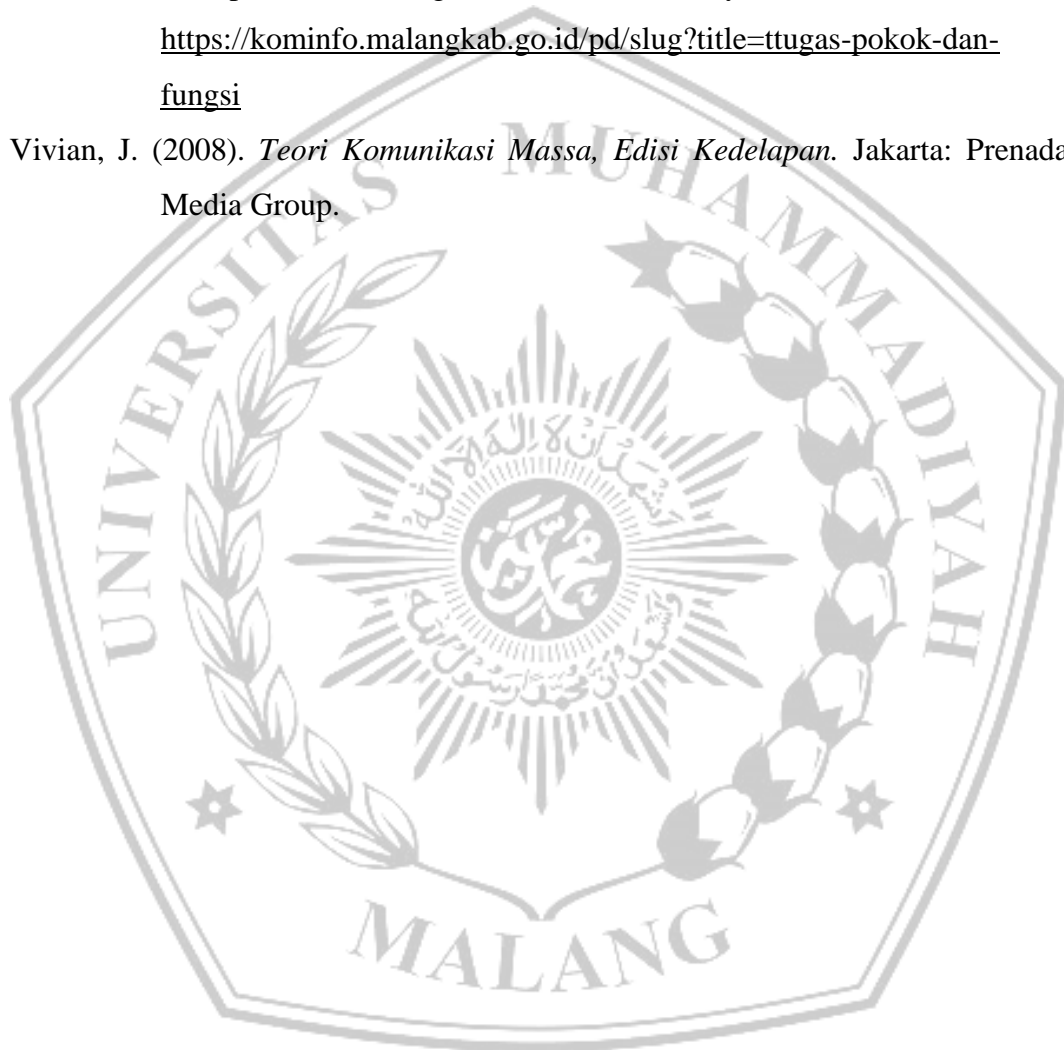 https://kominfo.malangkab.go.id/pd/slug?title=ttugas-pokok-dan-
fungsi
Vivian, J. (2008). Teori Komunikasi Massa, Edisi Kedelapan. Jakarta: Prenada
Media Group.
UNIVERSITAS MUHAMMADIYAH
MALANG